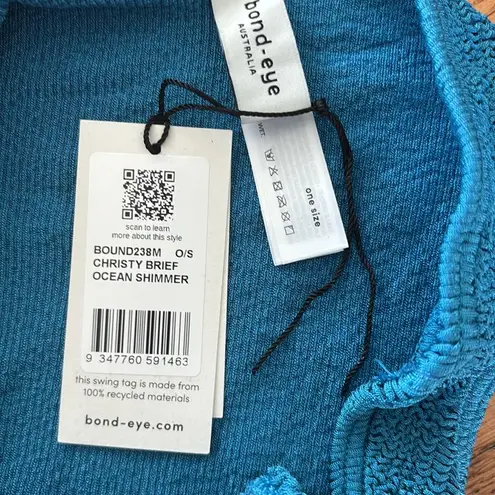 bond-eye
AUSTRALIA
WET.
one size
scan to learn
more about this style
BOUND238M O/S
CHRISTY BRIEF
OCEAN SHIMMER
9 347760 591463
this swing tag is made from
100% recycled materials
bond-eye.com